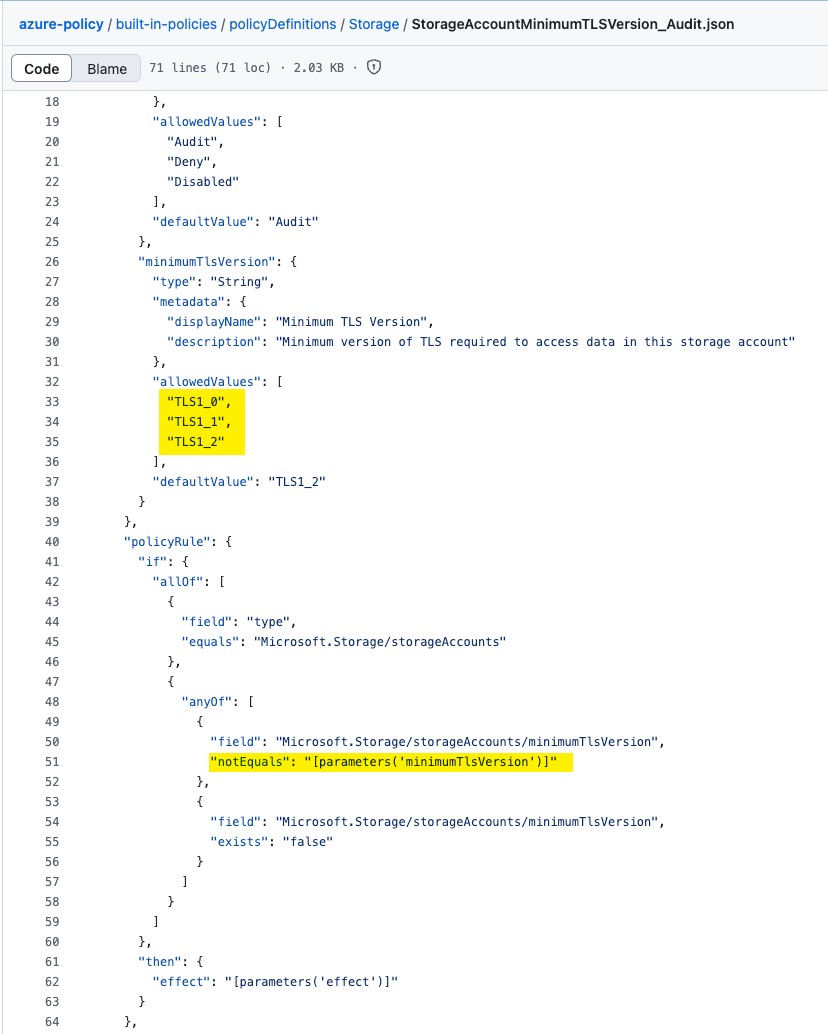 azure-policy / built-in-policies / policyDefinitions / Storage / StorageAccountMinimumTLSVersion_Audit.json
Code Blame 71 lines (71 loc) · 2.03 KB ·
18 },
19 "allowedValues": [
20 "Audit",
21 "Deny",
22 "Disabled"
23 ],
24 "defaultValue": "Audit"
25 },
26 "minimumTlsVersion": {
27 "type": "String",
28 "metadata": {
29 "displayName": "Minimum TLS Version",
30 "description": "Minimum version of TLS required to access data in this storage account"
31 },
32 "allowedValues": [
33 "TLS1_0",
34 "TLS1_1",
35 "TLS1_2"
36 ],
37 "defaultValue": "TLS1_2"
38 }
39 },
40 "policyRule": {
41 "if": {
42 "allOf": [
43 {
44 "field": "type",
45 "equals": "Microsoft.Storage/storageAccounts"
46 },
47 {
48 "anyOf": [
49 {
50 "field": "Microsoft.Storage/storageAccounts/minimumTlsVersion",
51 "notEquals": "[parameters('minimumTlsVersion')]"
52 },
53 {
54 "field": "Microsoft.Storage/storageAccounts/minimumTlsVersion",
55 "exists": "false"
56 }
57 ]
58 }
59 ]
60 },
61 "then": {
62 "effect": "[parameters('effect')]"
63 }
64 },